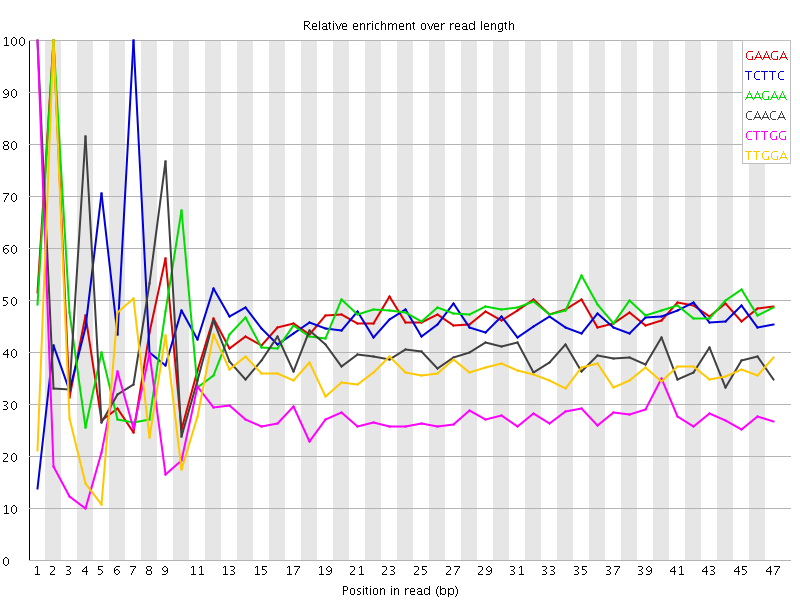 Relative enrichment over read length
100
90
80
70
60
50
40
30
20
10
0
GAAGA
TCTTC
AAGAA
CAACA
CTTGG
TTGGA
1 2 3 4 5 6 7 8 9 11 13 15 17 19 21 23 25 27 29 31 33 35 37 39 41 43 45 47
Position in read (bp)